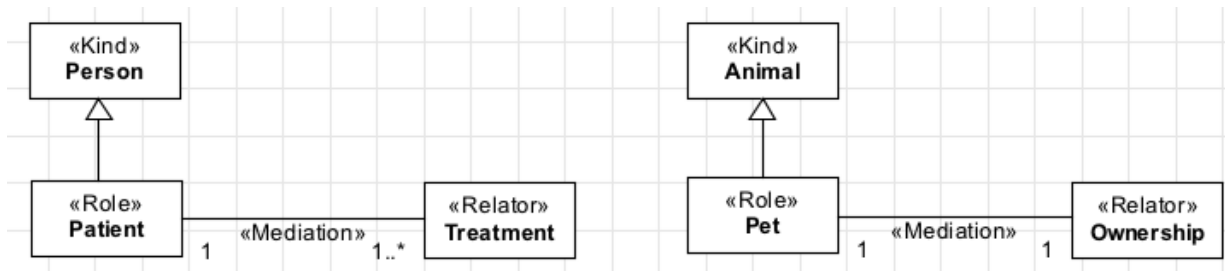 «Kind»
Person
«Role»
Patient
1
«Mediation»
1..*
«Relator»
Treatment
«Kind»
Animal
«Role»
Pet
1
«Mediation»
1
«Relator»
Ownership